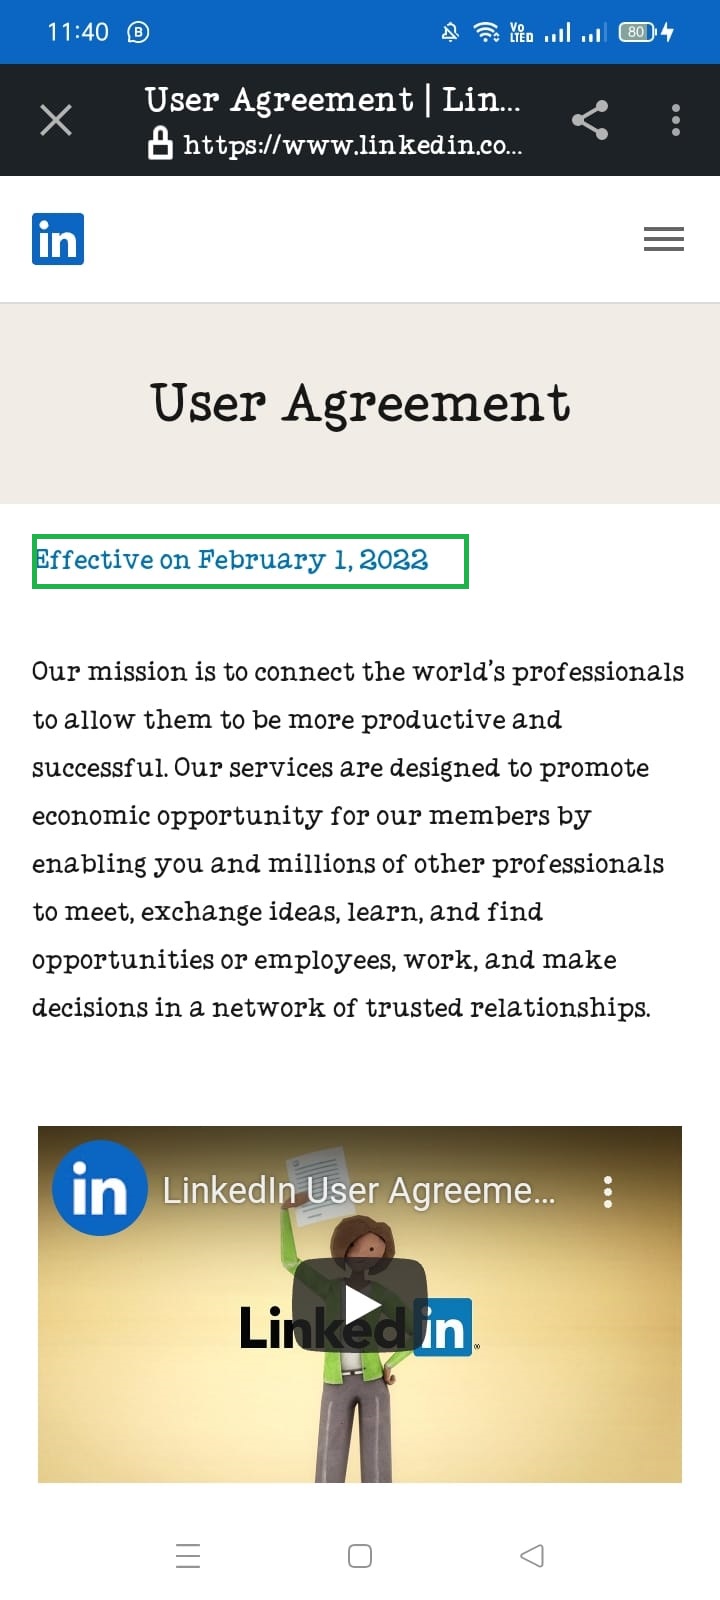 11:40 B Vo LTED 80
User Agreement | Lin...
https://www.linkedin.co...
in
User Agreement
Effective on February 1, 2022
Our mission is to connect the world's professionals
to allow them to be more productive and
successful. Our services are designed to promote
economic opportunity for our members by
enabling you and millions of other professionals
to meet, exchange ideas, learn, and find
opportunities or employees, work, and make
decisions in a network of trusted relationships.
in LinkedIn User Agreeme...
Linkedin®